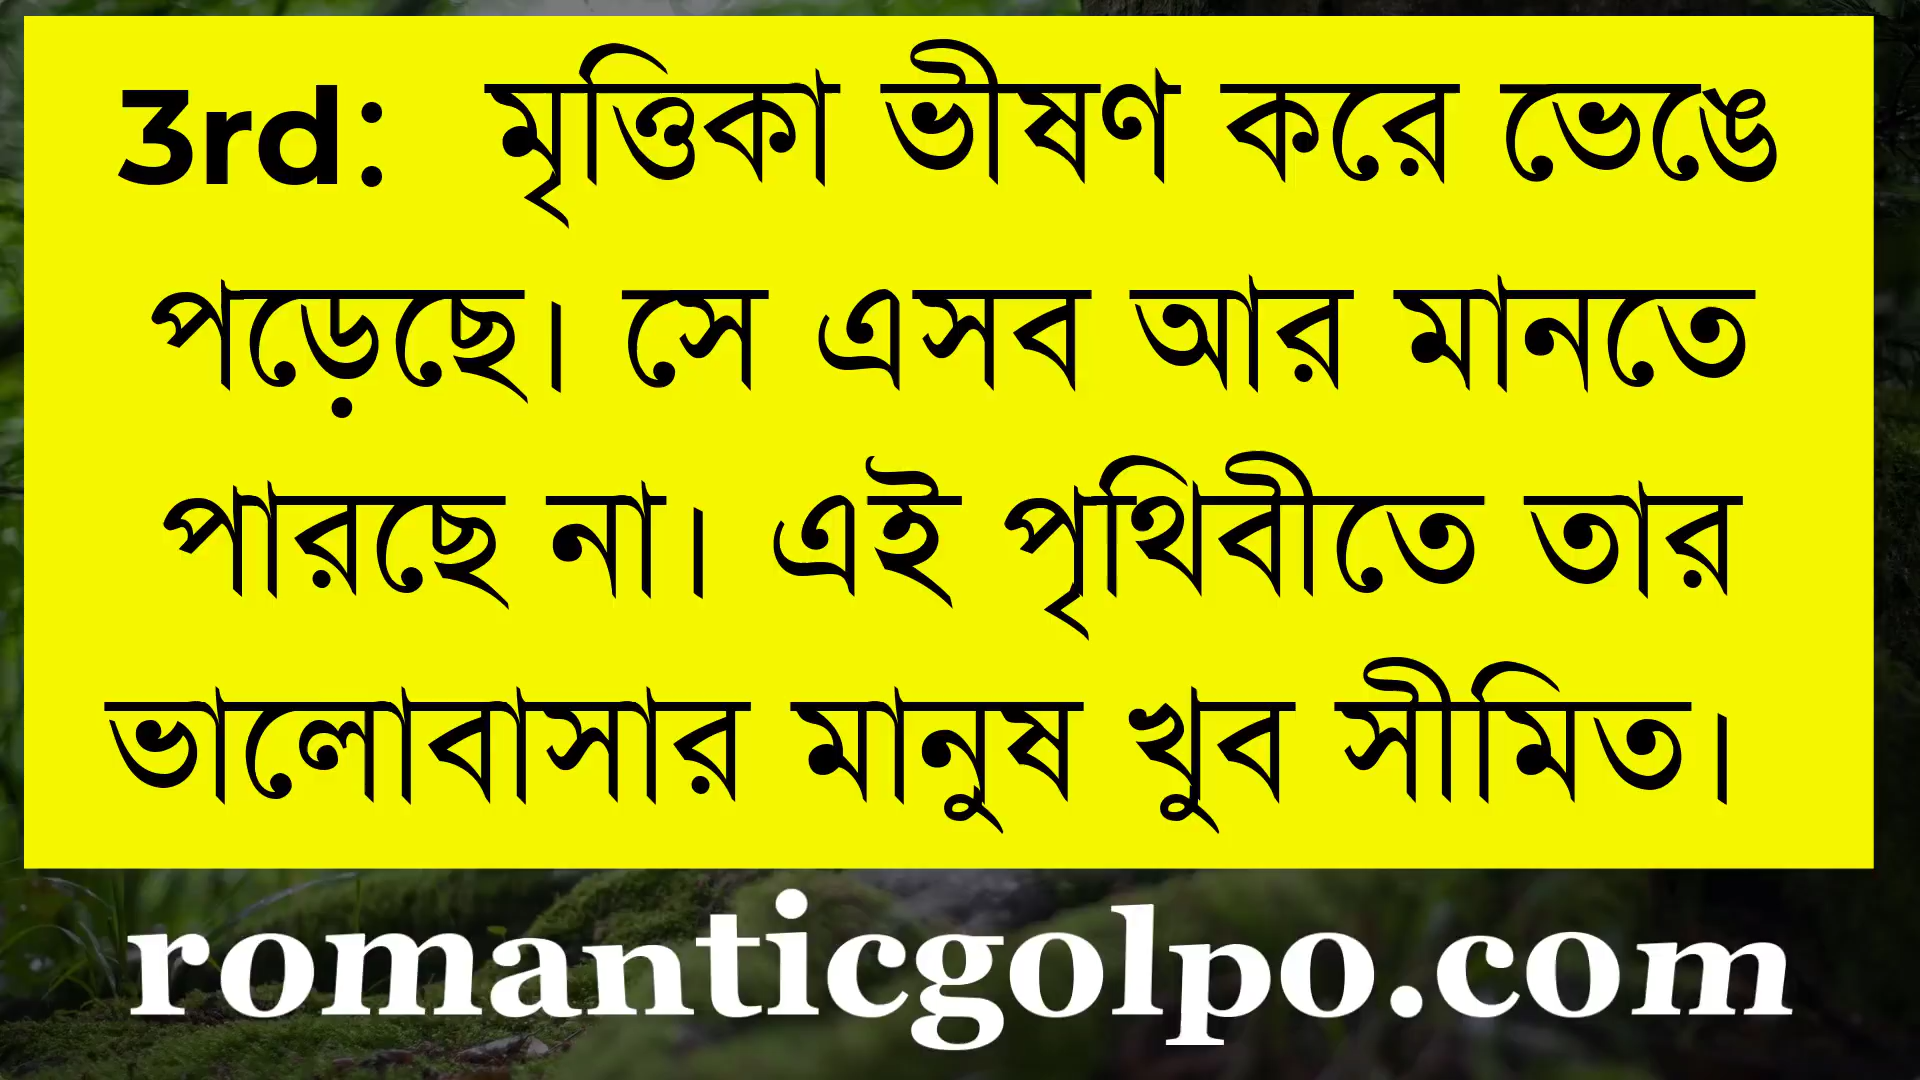 3rd: মৃত্তিকা ভীষণ করে ভেঙে
পড়েছে। সে এসব আর মানতে
পারছে না। এই পৃথিবীতে তার
ভালোবাসার মানুষ খুব সীমিত।
romanticgolpo.com